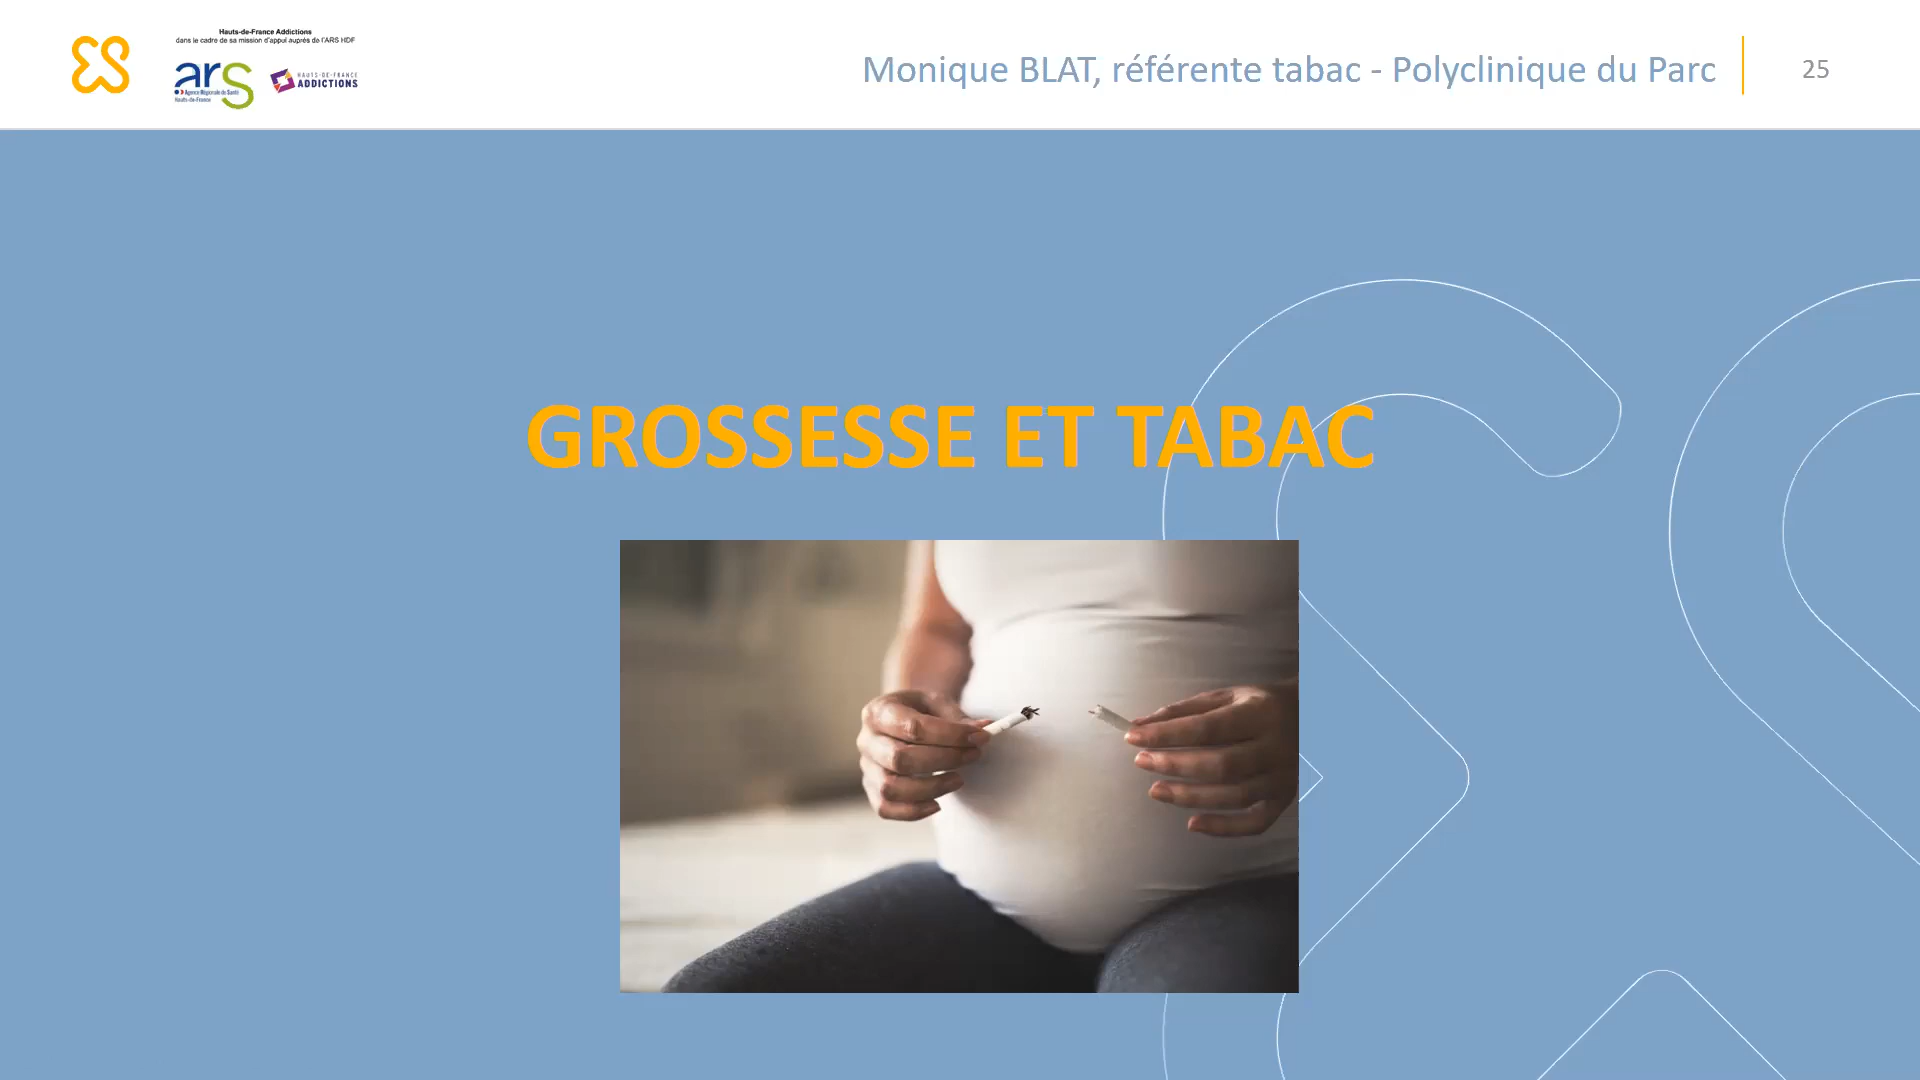 Hauts-de-France Addictions
dans le cadre de sa mission d'appui auprès de l'ARS HDF
ars
Agence Régionale de Santé
Hauts-de-France
HAUTS-DE-FRANCE
ADDICTIONS
Monique BLAT, référente tabac - Polyclinique du Parc
25
GROSSESSE ET TABAC